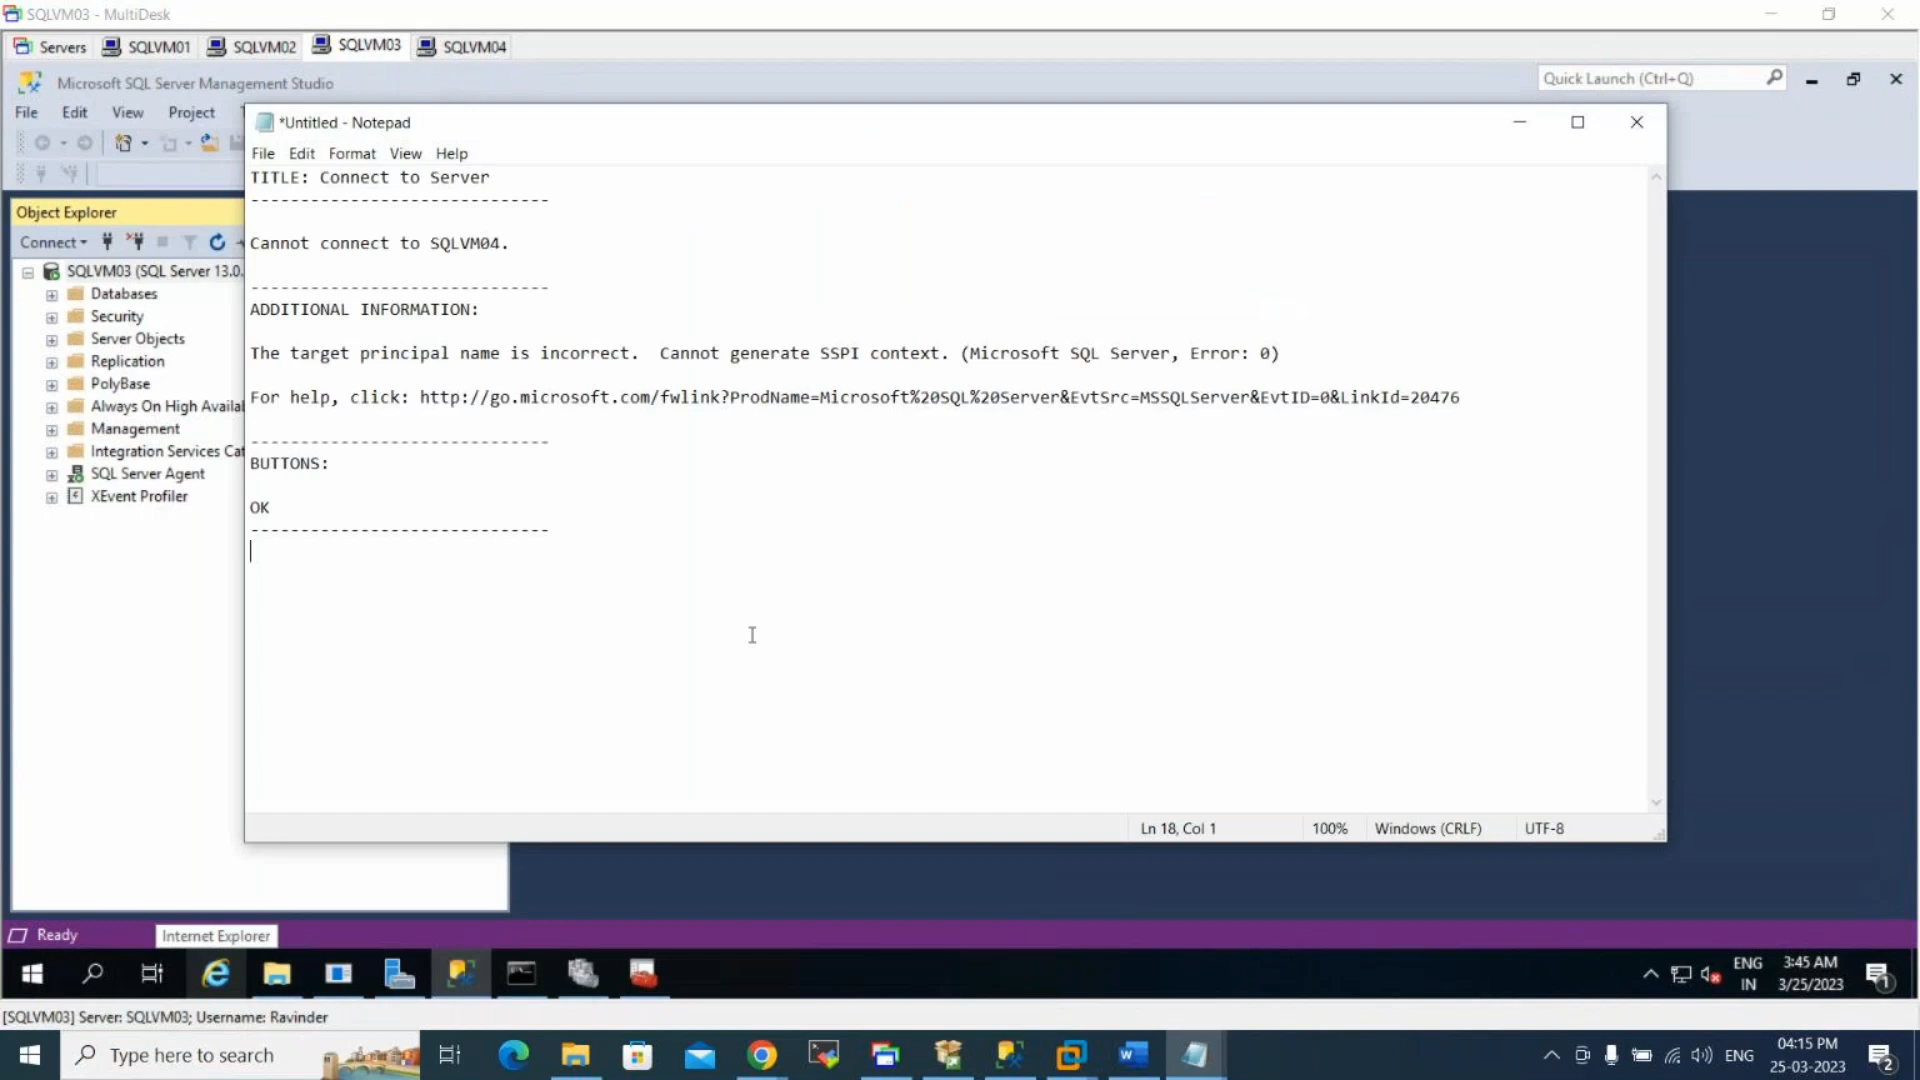 SQLVM03 - MultiDesk
Servers SQLVM01 SQLVM02 SQLVM03 SQLVM04
Microsoft SQL Server Management Studio
Quick Launch (Ctrl+Q)
File Edit View Project
*Untitled - Notepad
File Edit Format View Help
TITLE: Connect to Server
------------------------------
Cannot connect to SQLVM04.
------------------------------
ADDITIONAL INFORMATION:
The target principal name is incorrect.  Cannot generate SSPI context. (Microsoft SQL Server, Error: 0)
For help, click: http://go.microsoft.com/fwlink?ProdName=Microsoft%20SQL%20Server&EvtSrc=MSSQLServer&EvtID=0&LinkId=20476
------------------------------
BUTTONS:
OK
------------------------------
Ln 18, Col 1 100% Windows (CRLF) UTF-8
Object Explorer
Connect
SQLVM03 (SQL Server 13.0.
Databases
Security
Server Objects
Replication
PolyBase
Always On High Availal
Management
Integration Services Cat
SQL Server Agent
XEvent Profiler
Ready
Internet Explorer
ENG
IN
3:45 AM
3/25/2023
1
[SQLVM03] Server: SQLVM03; Username: Ravinder
Type here to search
ENG
04:15 PM
25-03-2023
2